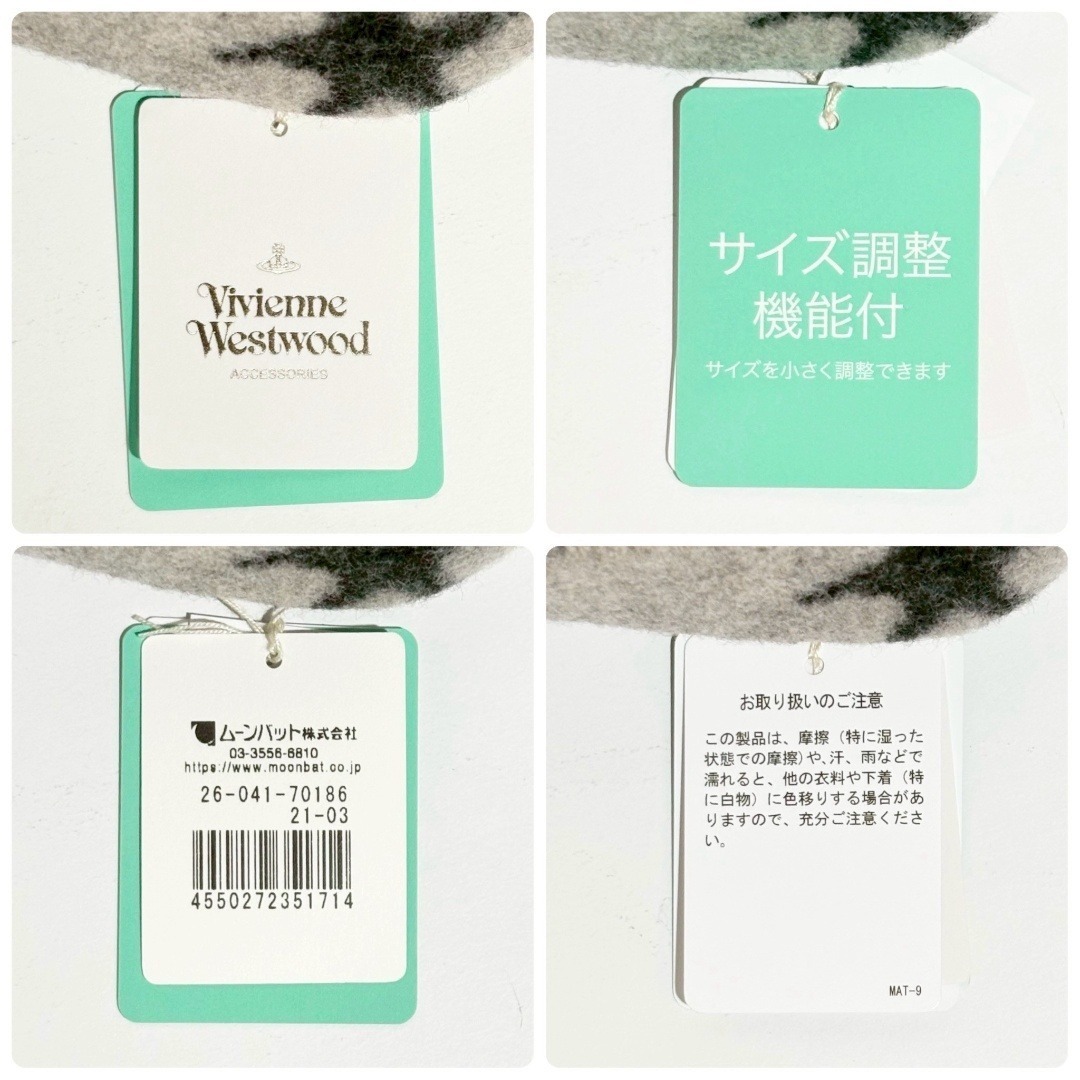 Vivienne
Westwood
ACCESSORIES
サイズ調整
機能付
サイズを小さく調整できます
ムーンバット株式会社
03-3556-6810
https://www.moonbat.co.jp
26-041-70186
21-03
4550272351714
お取り扱いのご注意
この製品は、摩擦（特に湿った
状態での摩擦）や、汗、雨などで
濡れると、他の衣料や下着（特
に白物）に色移りする場合があ
りますので、充分ご注意くださ
い。
MAT-9